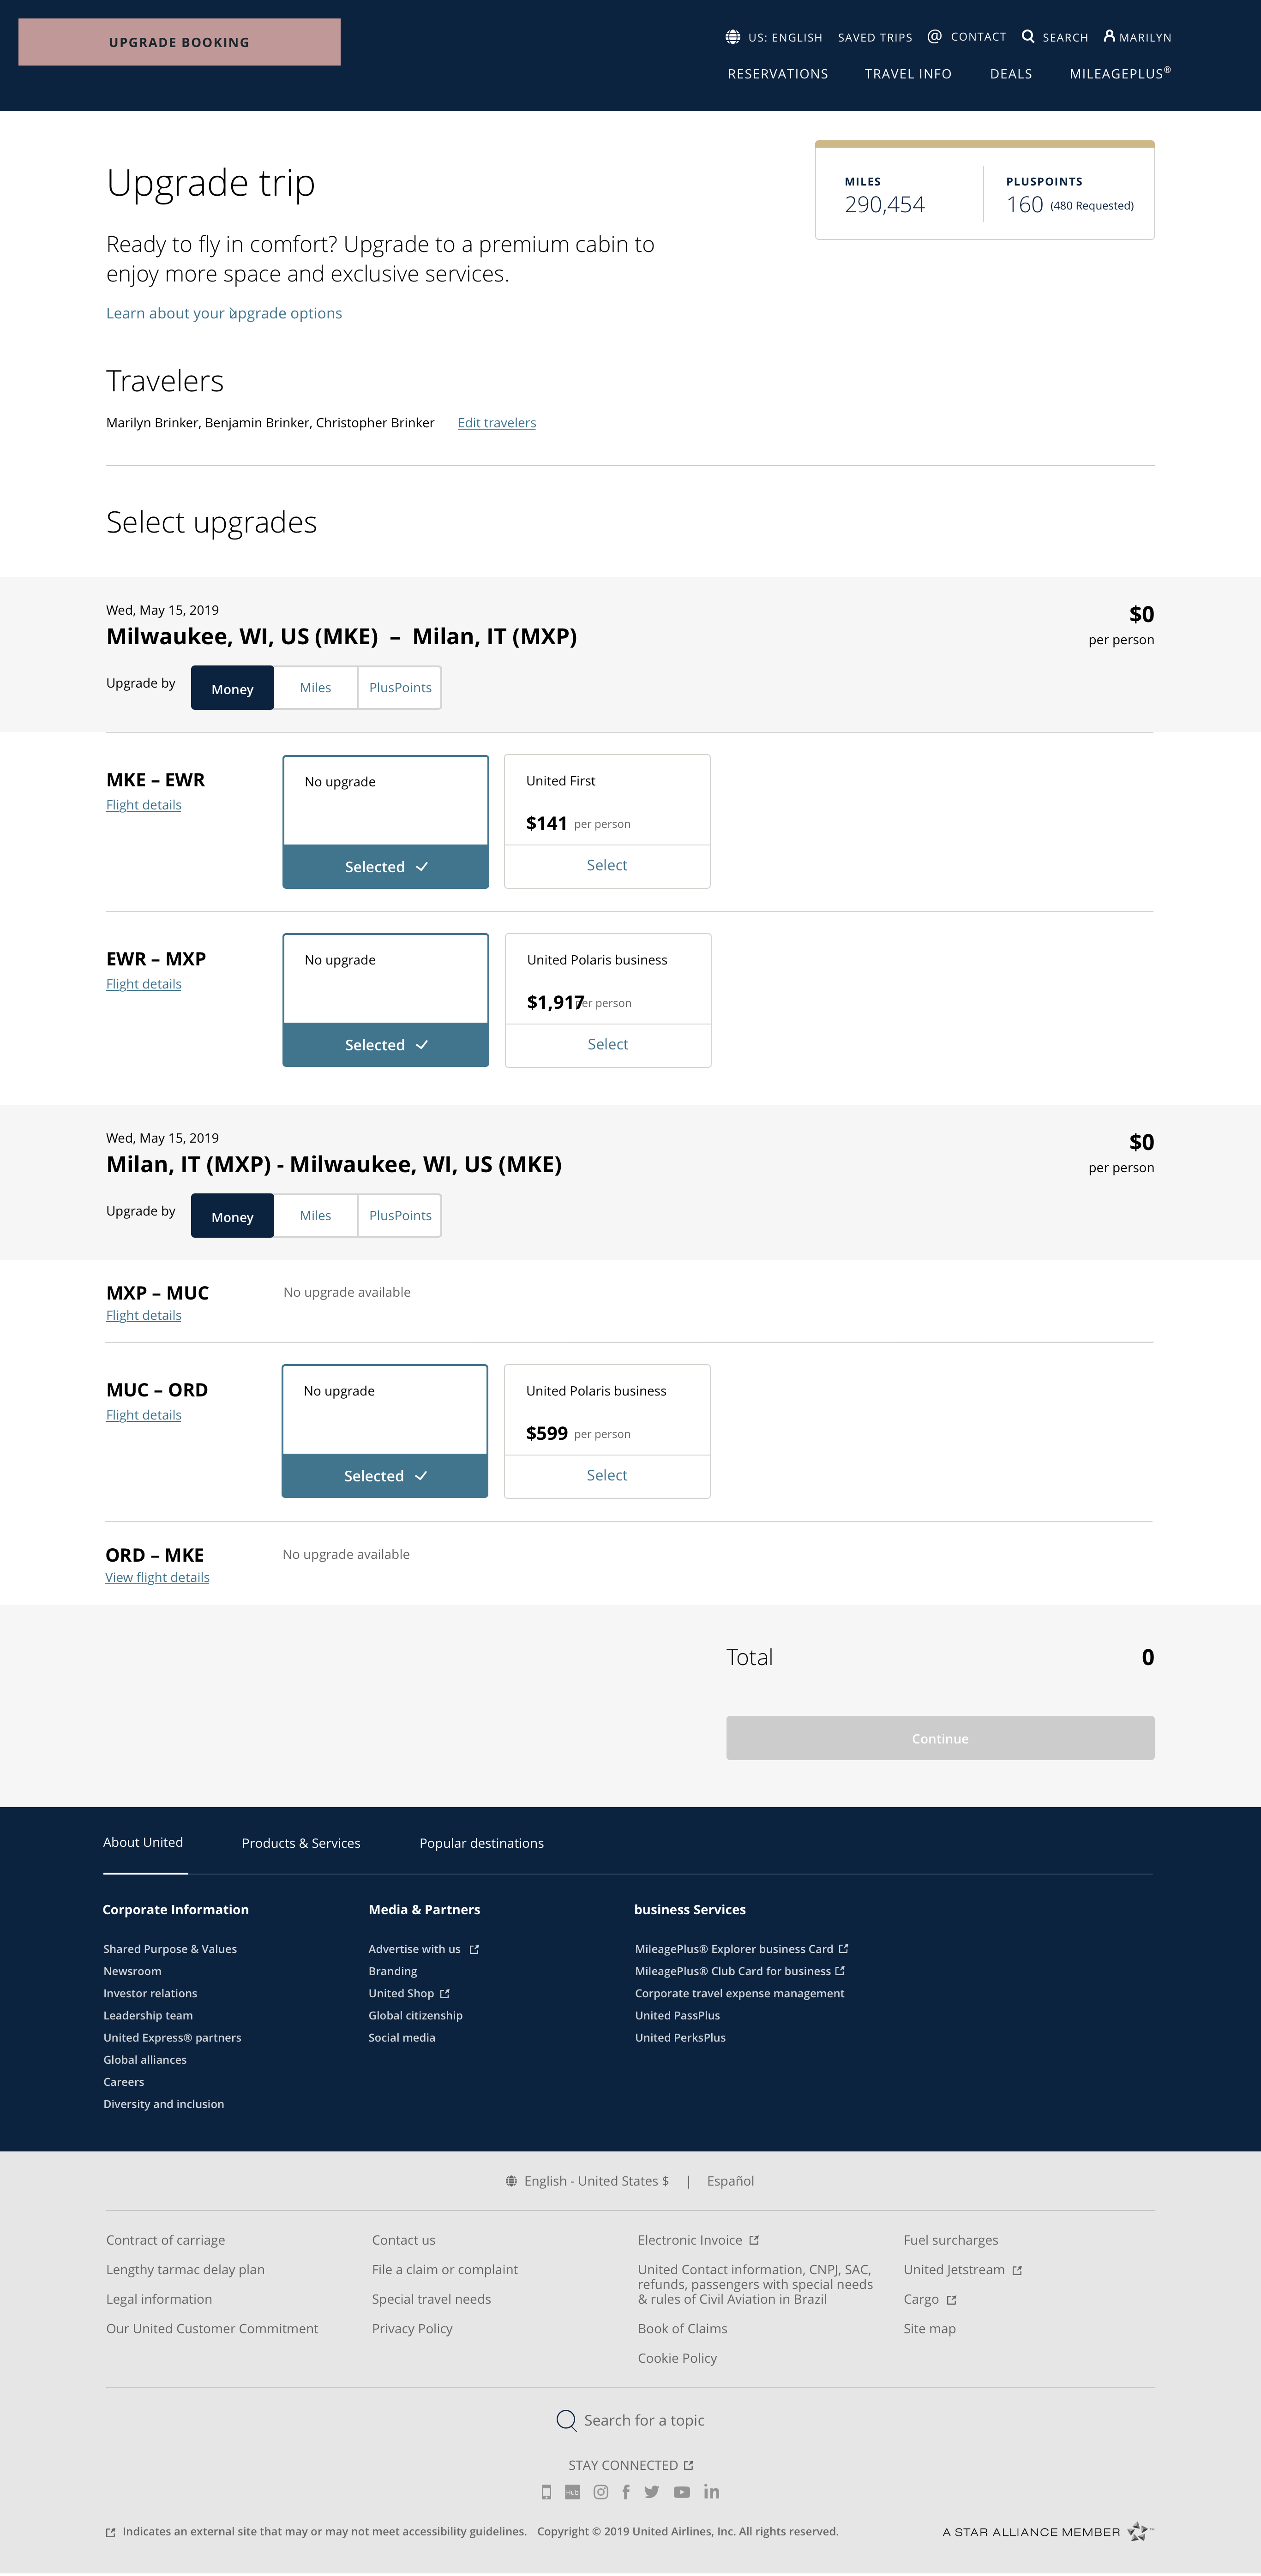 UPGRADE BOOKING
US: ENGLISH SAVED TRIPS CONTACT SEARCH MARILYN
RESERVATIONS TRAVEL INFO DEALS MILEAGEPLUS®
Upgrade trip
MILES
290,454
PLUSPOINTS
160 (480 Requested)
Ready to fly in comfort? Upgrade to a premium cabin to
enjoy more space and exclusive services.
Learn about your upgrade options
Travelers
Marilyn Brinker, Benjamin Brinker, Christopher Brinker Edit travelers
Select upgrades
Wed, May 15, 2019
Milwaukee, WI, US (MKE) – Milan, IT (MXP)
$0
per person
Upgrade by Money Miles PlusPoints
MKE – EWR
Flight details
No upgrade
Selected
United First
$141 per person
Select
EWR – MXP
Flight details
No upgrade
Selected
United Polaris business
$1,917 per person
Select
Wed, May 15, 2019
Milan, IT (MXP) - Milwaukee, WI, US (MKE)
$0
per person
Upgrade by Money Miles PlusPoints
MXP – MUC
Flight details
No upgrade available
MUC – ORD
Flight details
No upgrade
Selected
United Polaris business
$599 per person
Select
ORD – MKE
View flight details
No upgrade available
Total 0
Continue
About United Products & Services Popular destinations
Corporate Information
Shared Purpose & Values
Newsroom
Investor relations
Leadership team
United Express® partners
Global alliances
Careers
Diversity and inclusion
Media & Partners
Advertise with us
Branding
United Shop
Global citizenship
Social media
business Services
MileagePlus® Explorer business Card
MileagePlus® Club Card for business
Corporate travel expense management
United PassPlus
United PerksPlus
English - United States $ | Español
Contract of carriage
Lengthy tarmac delay plan
Legal information
Our United Customer Commitment
Contact us
File a claim or complaint
Special travel needs
Privacy Policy
Electronic Invoice
United Contact information, CNPJ, SAC,
refunds, passengers with special needs
& rules of Civil Aviation in Brazil
Book of Claims
Cookie Policy
Fuel surcharges
United Jetstream
Cargo
Site map
Search for a topic
STAY CONNECTED
Hub
Indicates an external site that may or may not meet accessibility guidelines. Copyright © 2019 United Airlines, Inc. All rights reserved.
A STAR ALLIANCE MEMBER ™